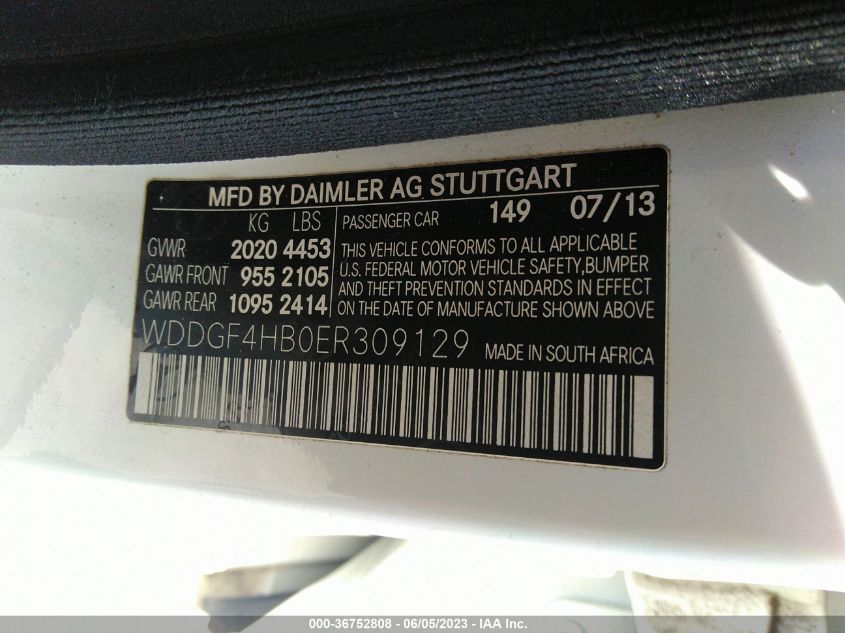 MFD BY DAIMLER AG STUTTGART
KG LBS PASSENGER CAR 149 07/13
GVWR 2020 4453
GAWR FRONT 955 2105
GAWR REAR 1095 2414
THIS VEHICLE CONFORMS TO ALL APPLICABLE
U.S. FEDERAL MOTOR VEHICLE SAFETY,BUMPER
AND THEFT PREVENTION STANDARDS IN EFFECT
ON THE DATE OF MANUFACTURE SHOWN ABOVE
WDDGF4HB0ER309129 MADE IN SOUTH AFRICA
000-36752808 - 06/05/2023 - IAA Inc.